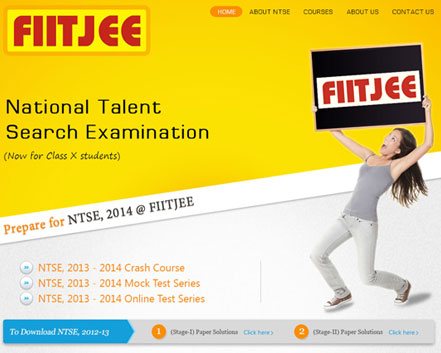 FIITJEE
HOME ABOUT NTSE COURSES ABOUT US CONTACT US
FIITJEE
National Talent
Search Examination
(Now for Class X students)
Prepare for NTSE, 2014 @ FIITJEE
NTSE, 2013 - 2014 Crash Course
NTSE, 2013 - 2014 Mock Test Series
NTSE, 2013 - 2014 Online Test Series
To Download NTSE, 2012-13 1 (Stage-I) Paper Solutions Click here> 2 (Stage-II) Paper Solutions Click here>